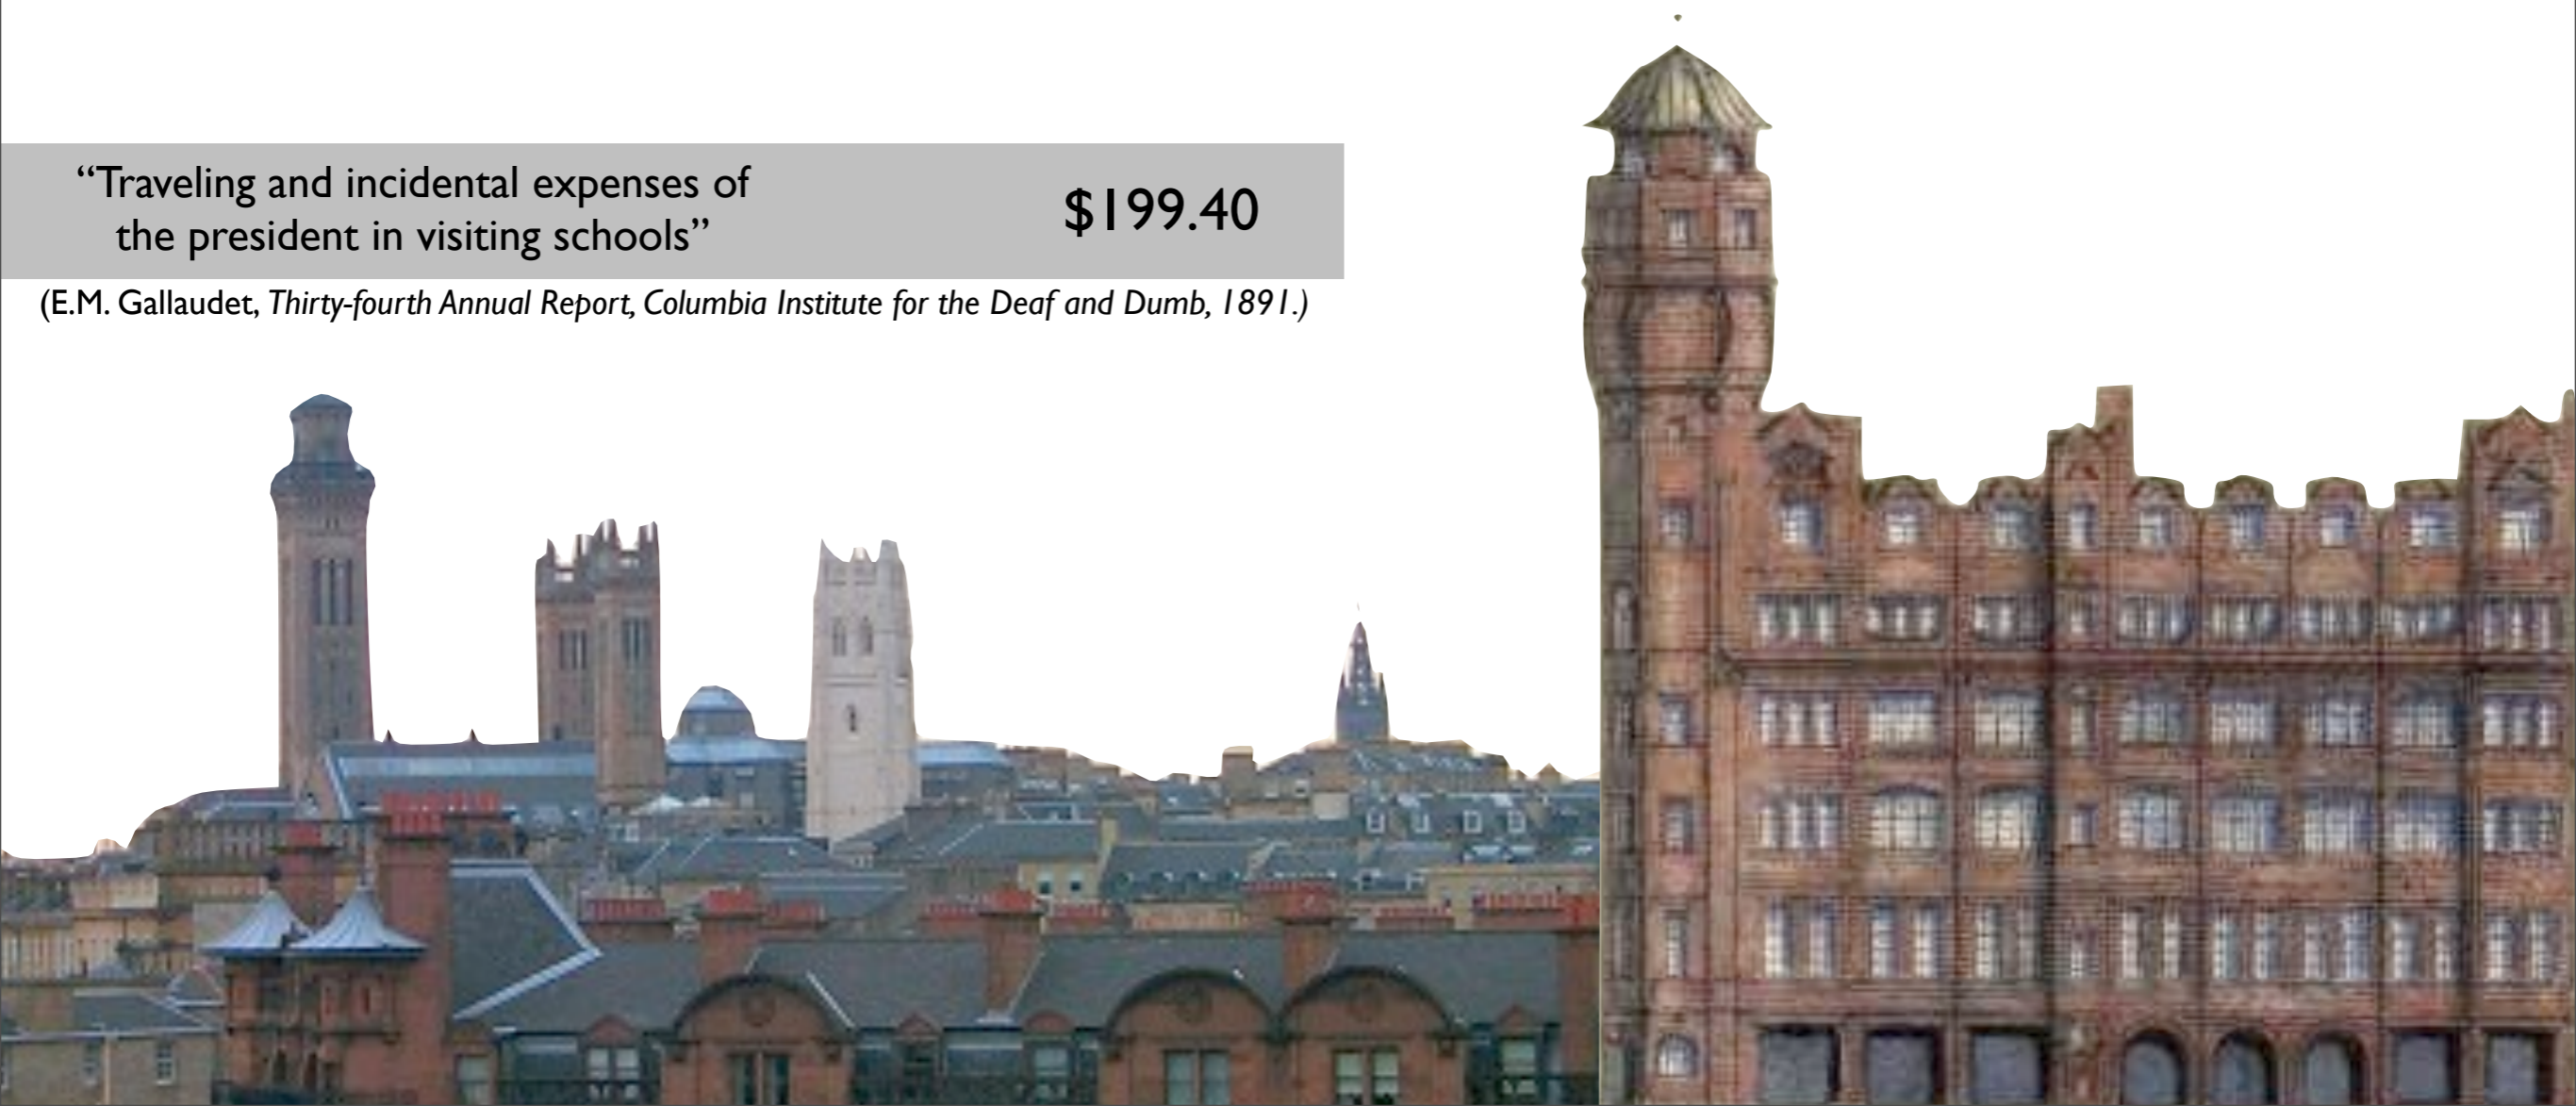 “Traveling and incidental expenses of
the president in visiting schools”
$199.40
(E.M. Gallaudet, Thirty-fourth Annual Report, Columbia Institute for the Deaf and Dumb, 1891.)